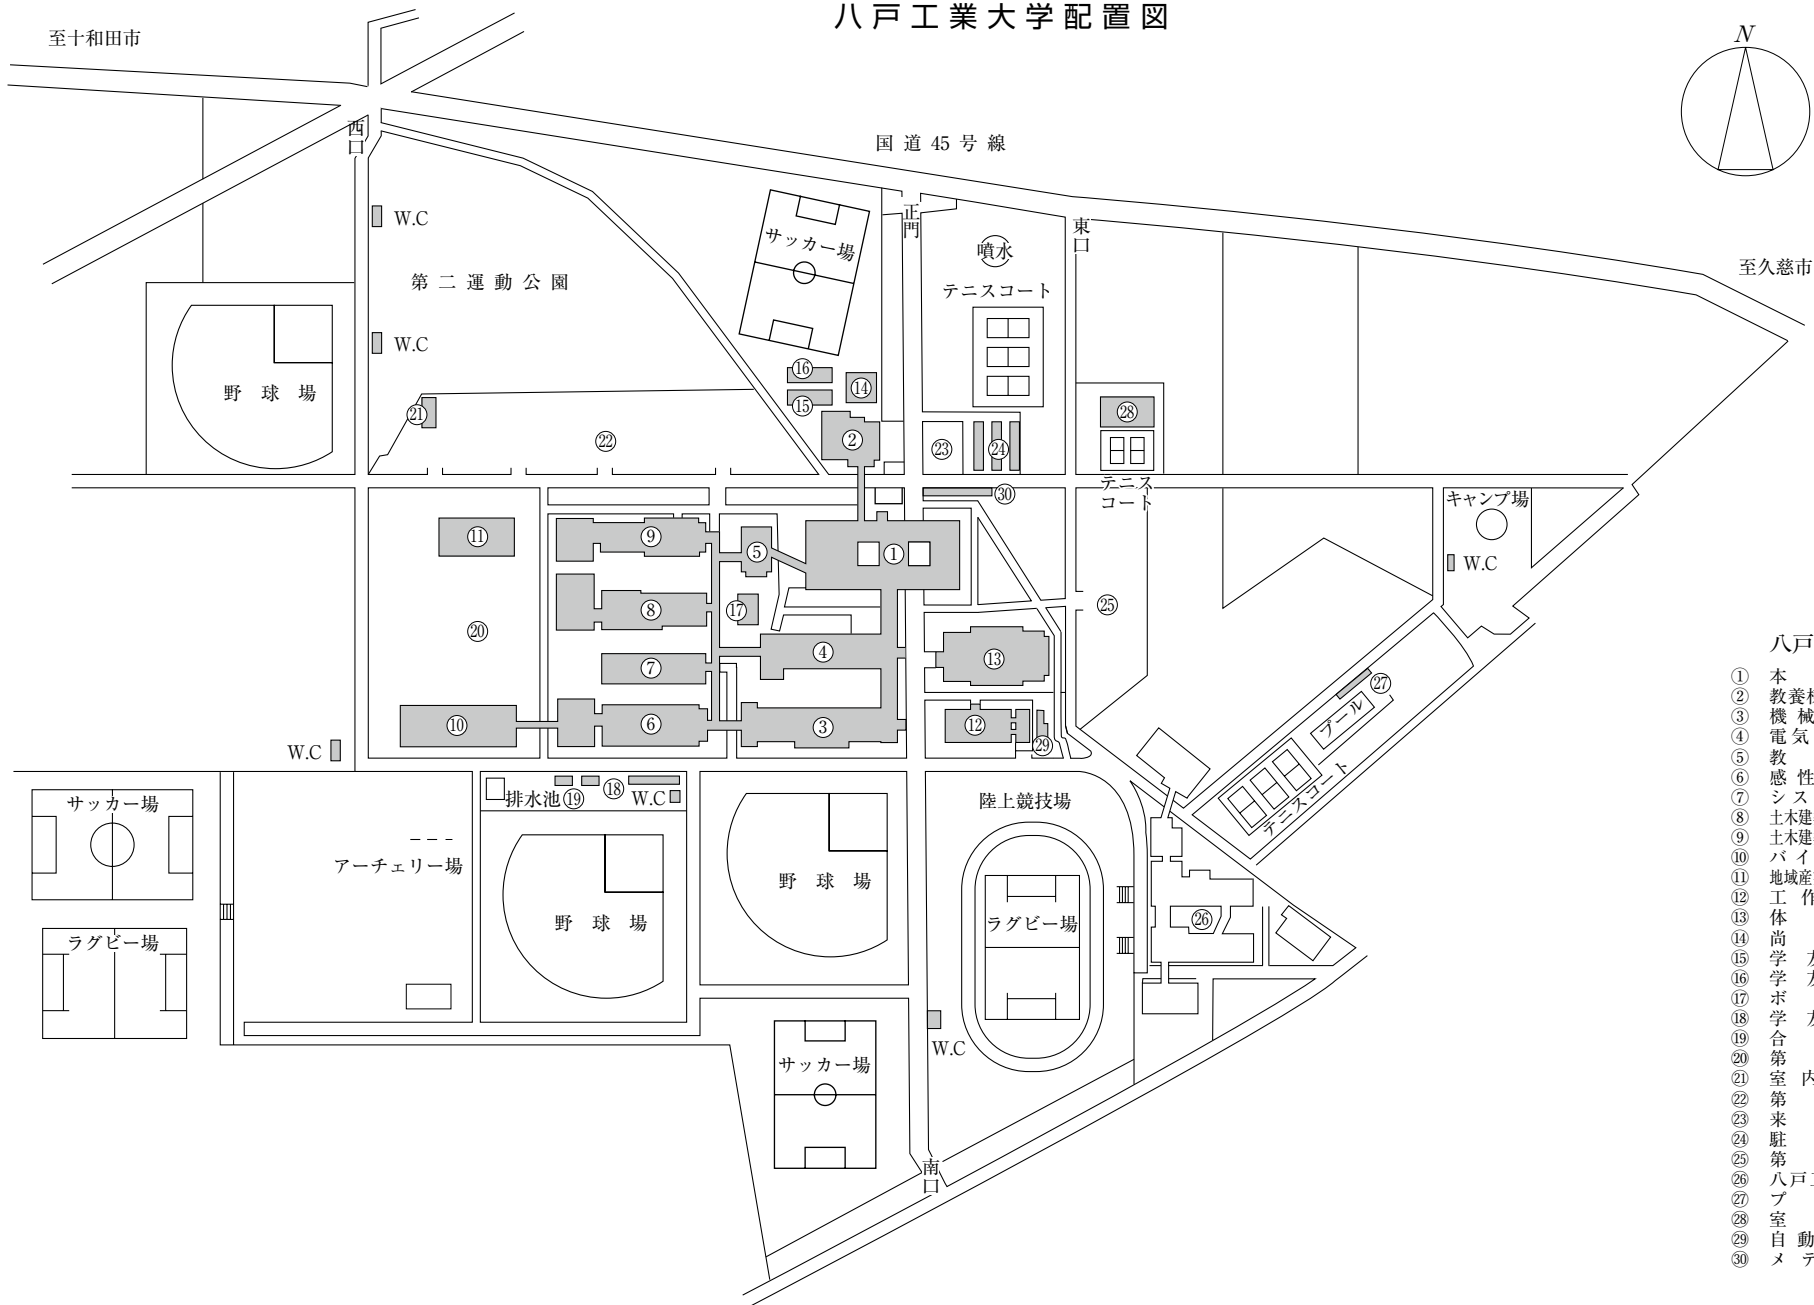 八戸工業大学配置図
至十和田市
N
西口
国道45号線
正門
東口
W.C
サッカー場
噴水
至久慈市
第二運動公園
テニスコート
W.C
野球場
⑯
⑭
⑮
㉑
㉘
②
㉒
㉓
㉔
テニス
コート
㉚
キャンプ場
⑪
⑨
⑤
①
W.C
⑧
⑰
㉕
⑳
④
⑬
⑦
㉗
プール
⑩
⑥
③
⑫
㉙
W.C
テニスコート
サッカー場
排水池
⑲
⑱
W.C
陸上競技場
アーチェリー場
野球場
野球場
ラグビー場
㉖
ラグビー場
サッカー場
W.C
南口
八戸
① 本
② 教養
③ 機械
④ 電気
⑤ 教
⑥ 感性
⑦ シス
⑧ 土木建
⑨ 土木建
⑩ バイ
⑪ 地域産
⑫ 工作
⑬ 体
⑭ 尚
⑮ 学
⑯ 学
⑰ ボ
⑱ 学
⑲ 合
⑳ 第
㉑ 室内
㉒ 第
㉓ 来
㉔ 駐
㉕ 第
㉖ 八戸工
㉗ プ
㉘ 室
㉙ 自動
㉚ メデ